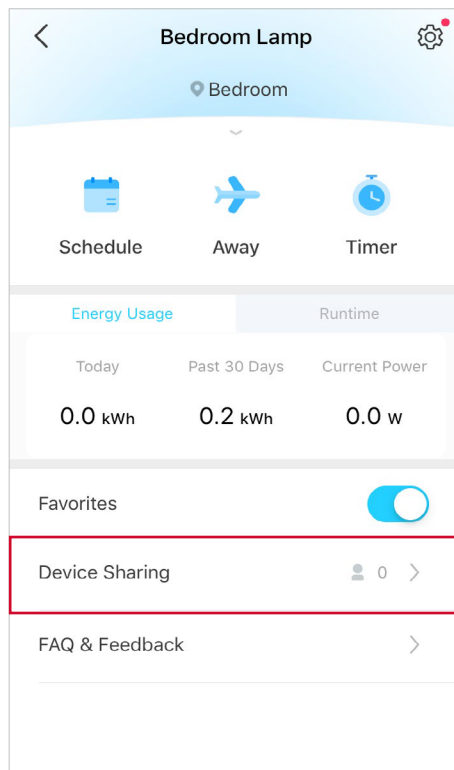 Bedroom Lamp
Bedroom
Schedule Away Timer
Energy Usage Runtime
Today Past 30 Days Current Power
0.0 kWh 0.2 kWh 0.0 w
Favorites
Device Sharing 0
FAQ & Feedback